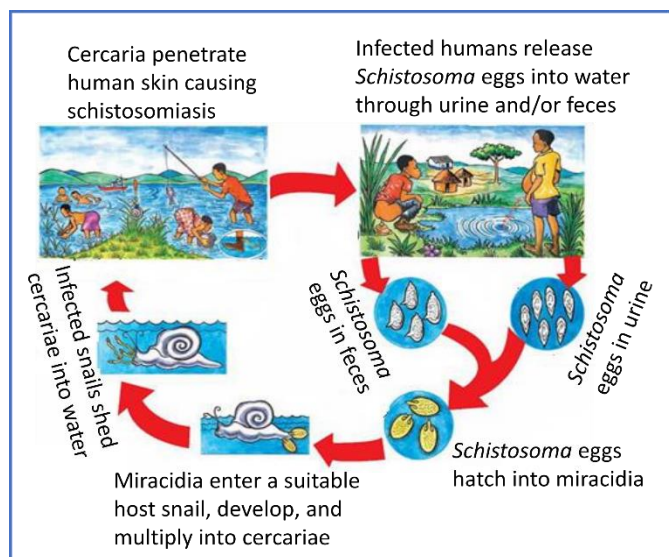 Cercaria penetrate
human skin causing
schistosomiasis
Infected humans release
Schistosoma eggs into water
through urine and/or feces
Schistosoma
eggs in feces
Schistosoma
eggs in urine
Schistosoma eggs
hatch into miracidia
Miracidia enter a suitable
host snail, develop, and
multiply into cercariae
Infected snails shed
cercariae into water